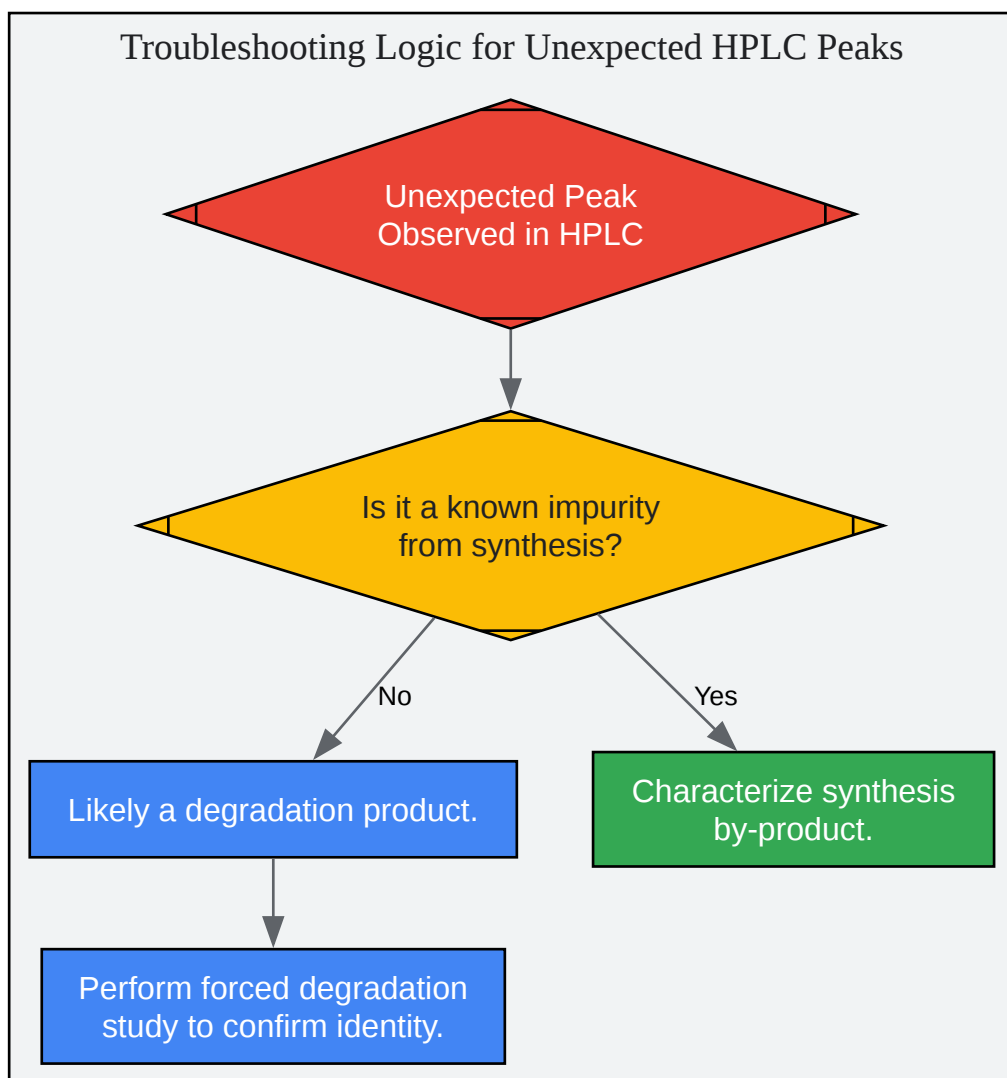 Troubleshooting Logic for Unexpected HPLC Peaks
Unexpected Peak
Observed in HPLC
Is it a known impurity
from synthesis?
No
Yes
Likely a degradation product.
Characterize synthesis
by-product.
Perform forced degradation
study to confirm identity.